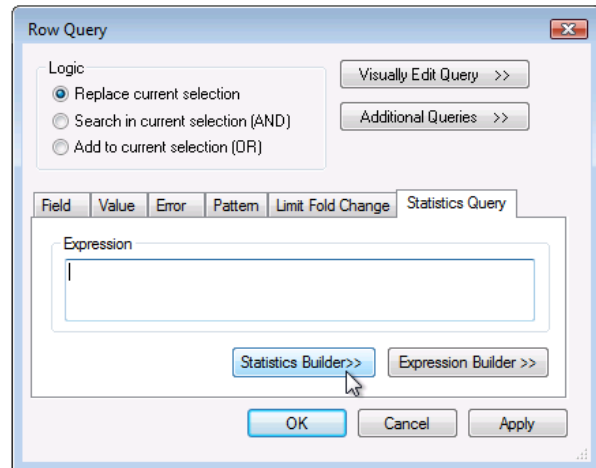 Row Query
Logic
Replace current selection
Search in current selection (AND)
Add to current selection (OR)
Visually Edit Query >>
Additional Queries >>
Field Value Error Pattern Limit Fold Change Statistics Query
Expression
Statistics Builder>> Expression Builder >>
OK Cancel Apply